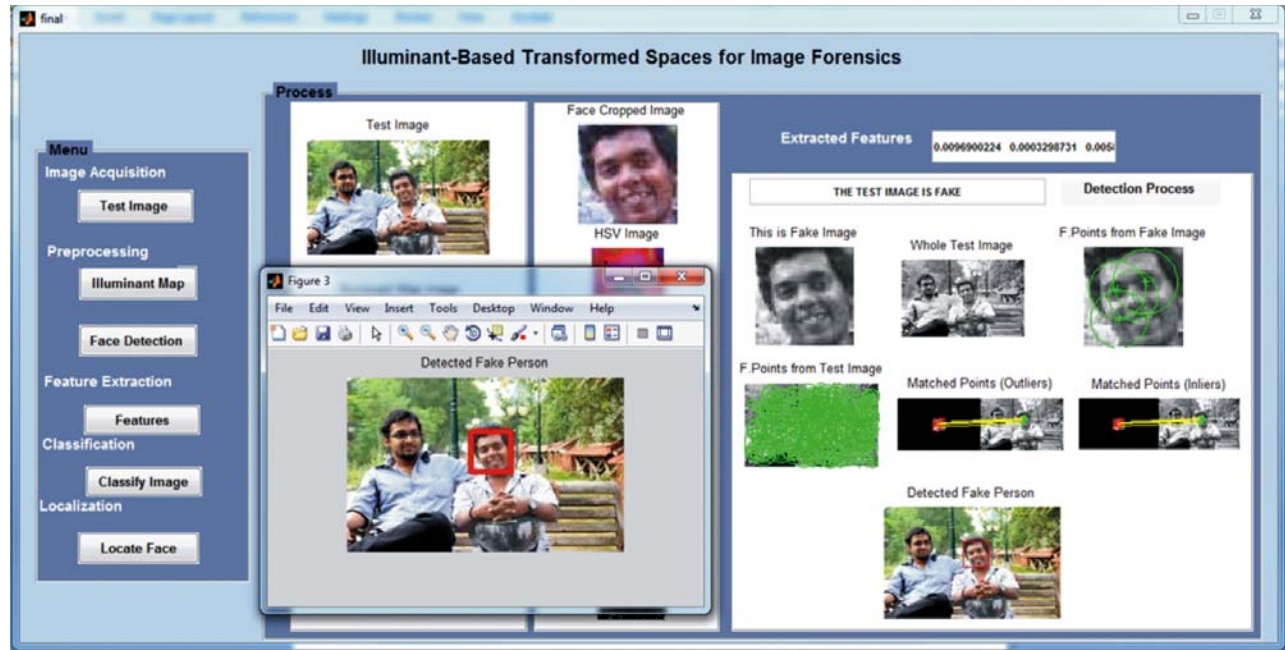 final
Illuminant-Based Transformed Spaces for Image Forensics
Menu
Image Acquisition
Test Image
Preprocessing
Illuminant Map
Face Detection
Feature Extraction
Features
Classification
Classify Image
Localization
Locate Face
Process
Test Image
Face Cropped Image
HSV Image
Figure 3
File Edit View Insert Tools Desktop Window Help
Detected Fake Person
Extracted Features
0.0096900224 0.0003298731
THE TEST IMAGE IS FAKE
Detection Process
This is Fake Image
Whole Test Image
F.Points from Fake Image
F.Points from Test Image
Matched Points (Outliers)
Matched Points (Inliers)
Detected Fake Person